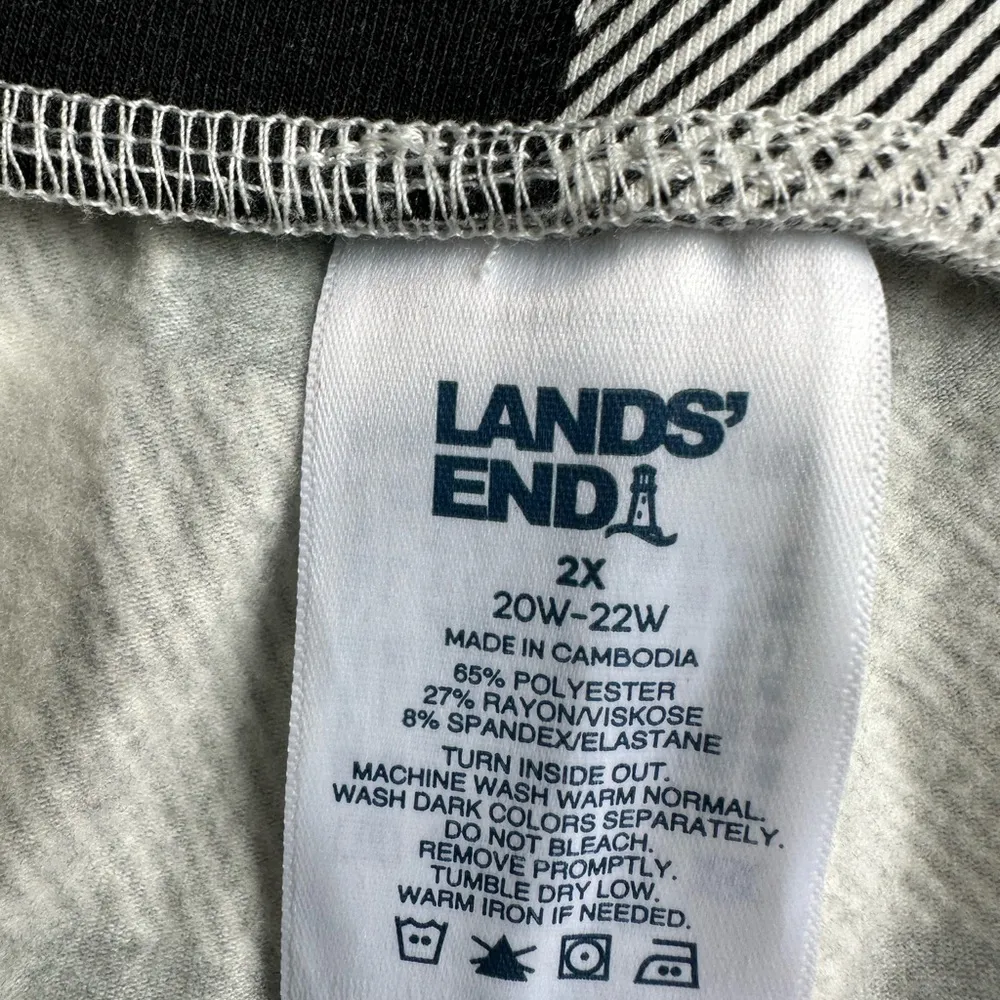 LANDS'
END
2X
20W-22W
MADE IN CAMBODIA
65% POLYESTER
27% RAYON/VISKOSE
8% SPANDEX/ELASTANE
TURN INSIDE OUT.
MACHINE WASH WARM NORMAL.
WASH DARK COLORS SEPARATELY.
DO NOT BLEACH.
REMOVE PROMPTLY.
TUMBLE DRY LOW.
WARM IRON IF NEEDED.